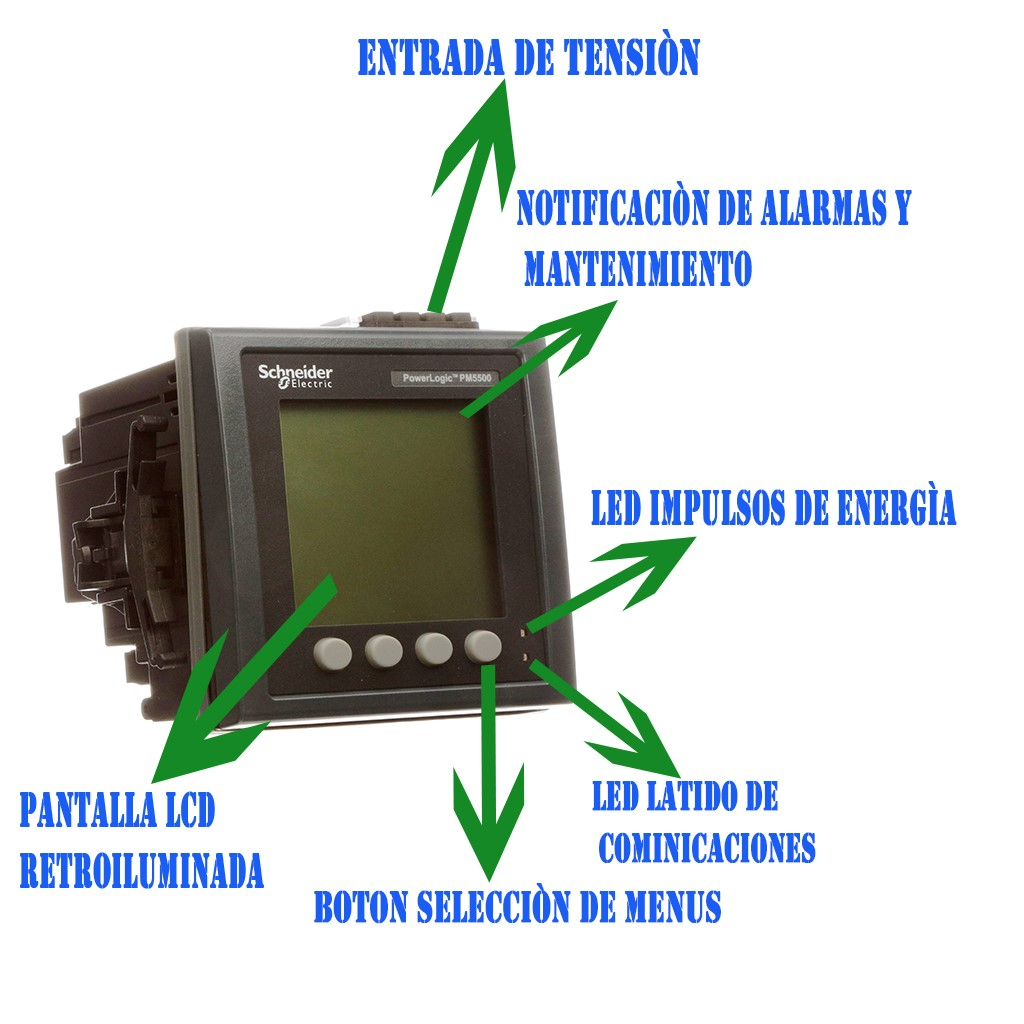 ENTRADA DE TENSIÒN
NOTIFICACIÒN DE ALARMAS Y
MANTENIMIENTO
Schneider
Electric
PowerLogic™ PM5500
LED IMPULSOS DE ENERGÌA
PANTALLA LCD
RETROILUMINADA
LED LATIDO DE
COMINICACIONES
BOTON SELECCIÒN DE MENUS